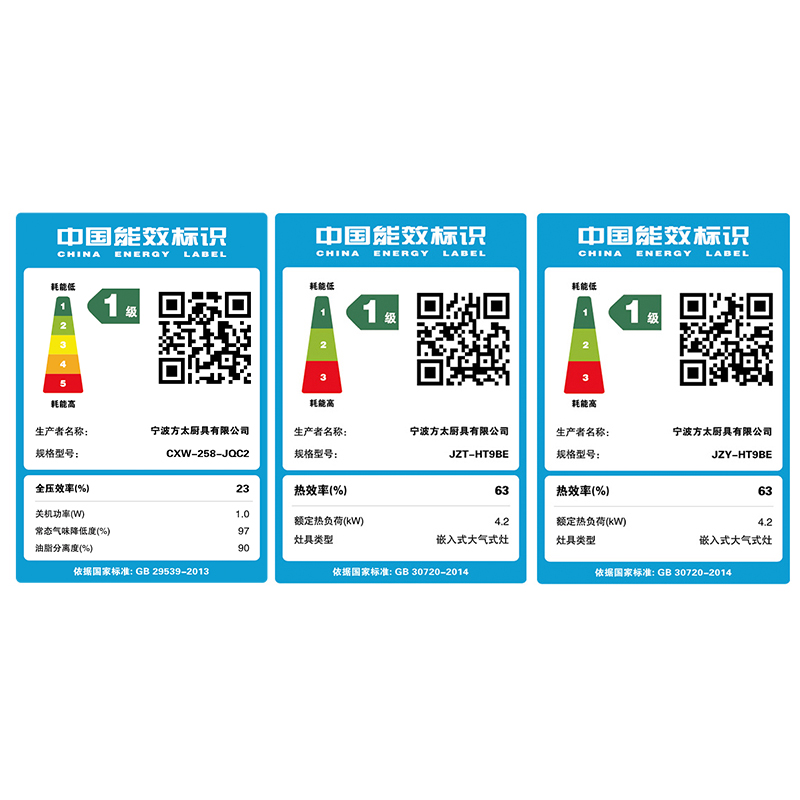 中国能效标识
CHINA ENERGY LABEL
耗能低
1
2
3
4
5
耗能高
1级
生产者名称: 宁波方太厨具有限公司
规格型号: CXW-258-JQC2
全压效率(%) 23
关机功率(W) 1.0
常态气味降低度(%) 97
油脂分离度(%) 90
依据国家标准: GB 29539-2013
中国能效标识
CHINA ENERGY LABEL
耗能低
1
2
3
耗能高
1级
生产者名称: 宁波方太厨具有限公司
规格型号: JZT-HT9BE
热效率(%) 63
额定热负荷(kW) 4.2
灶具类型 嵌入式大气式灶
依据国家标准: GB 30720-2014
中国能效标识
CHINA ENERGY LABEL
耗能低
1
2
3
耗能高
1级
生产者名称: 宁波方太厨具有限公司
规格型号: JZY-HT9BE
热效率(%) 63
额定热负荷(kW) 4.2
灶具类型 嵌入式大气式灶
依据国家标准: GB 30720-2014